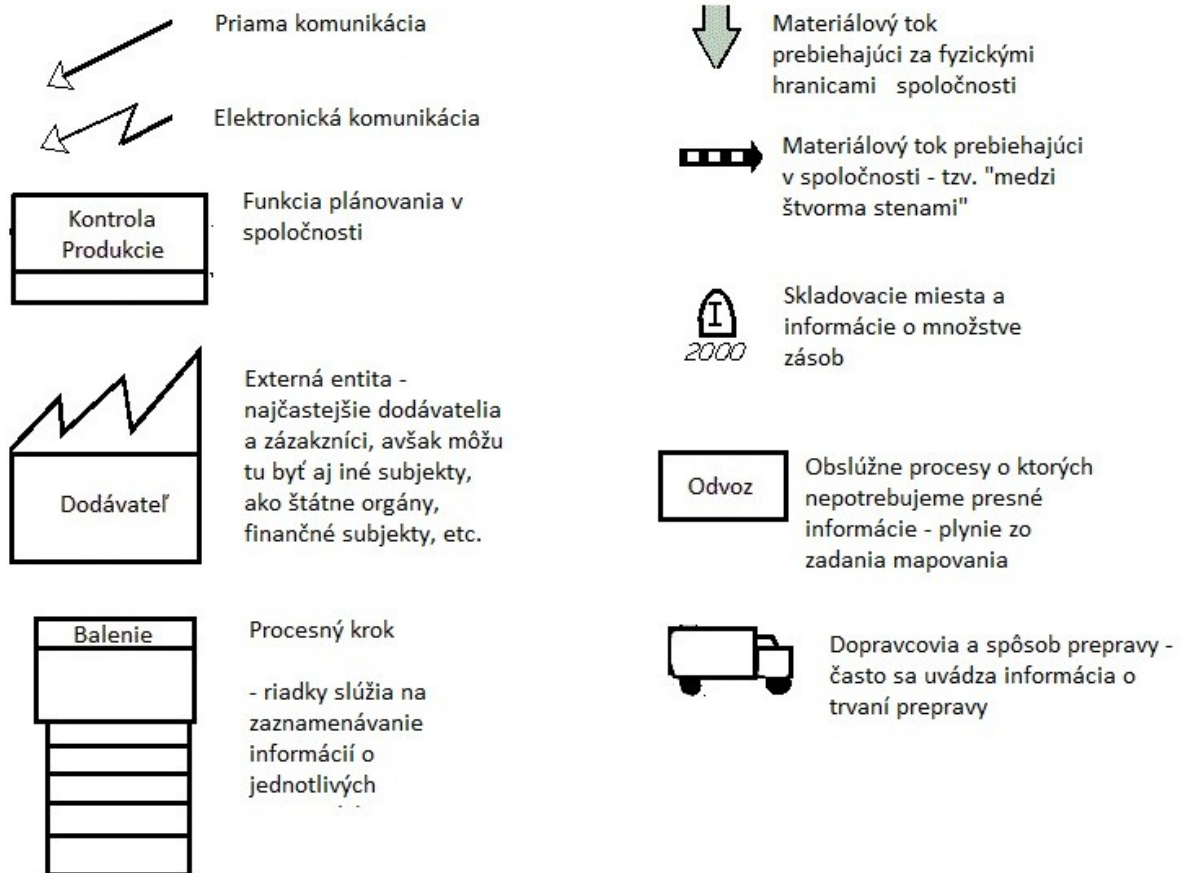 Priama komunikácia
Elektronická komunikácia
Kontrola
Produkcie
Funkcia plánovania v
spoločnosti
Dodávateľ
Externá entita -
najčastejšie dodávatelia
a zázakzníci, avšak môžu
tu byť aj iné subjekty,
ako štátne orgány,
finančné subjekty, etc.
Balenie
Procesný krok
- riadky slúžia na
zaznamenávanie
informácií o
jednotlivých
Materiálový tok
prebiehajúci za fyzickými
hranicami spoločnosti
Materiálový tok prebiehajúci
v spoločnosti - tzv. "medzi
štvorma stenami"
I
2000
Skladovacie miesta a
informácie o množstve
zásob
Odvoz
Obslúžne procesy o ktorých
nepotrebujeme presné
informácie - plynie zo
zadania mapovania
Dopravcovia a spôsob prepravy -
často sa uvádza informácia o
trvaní prepravy